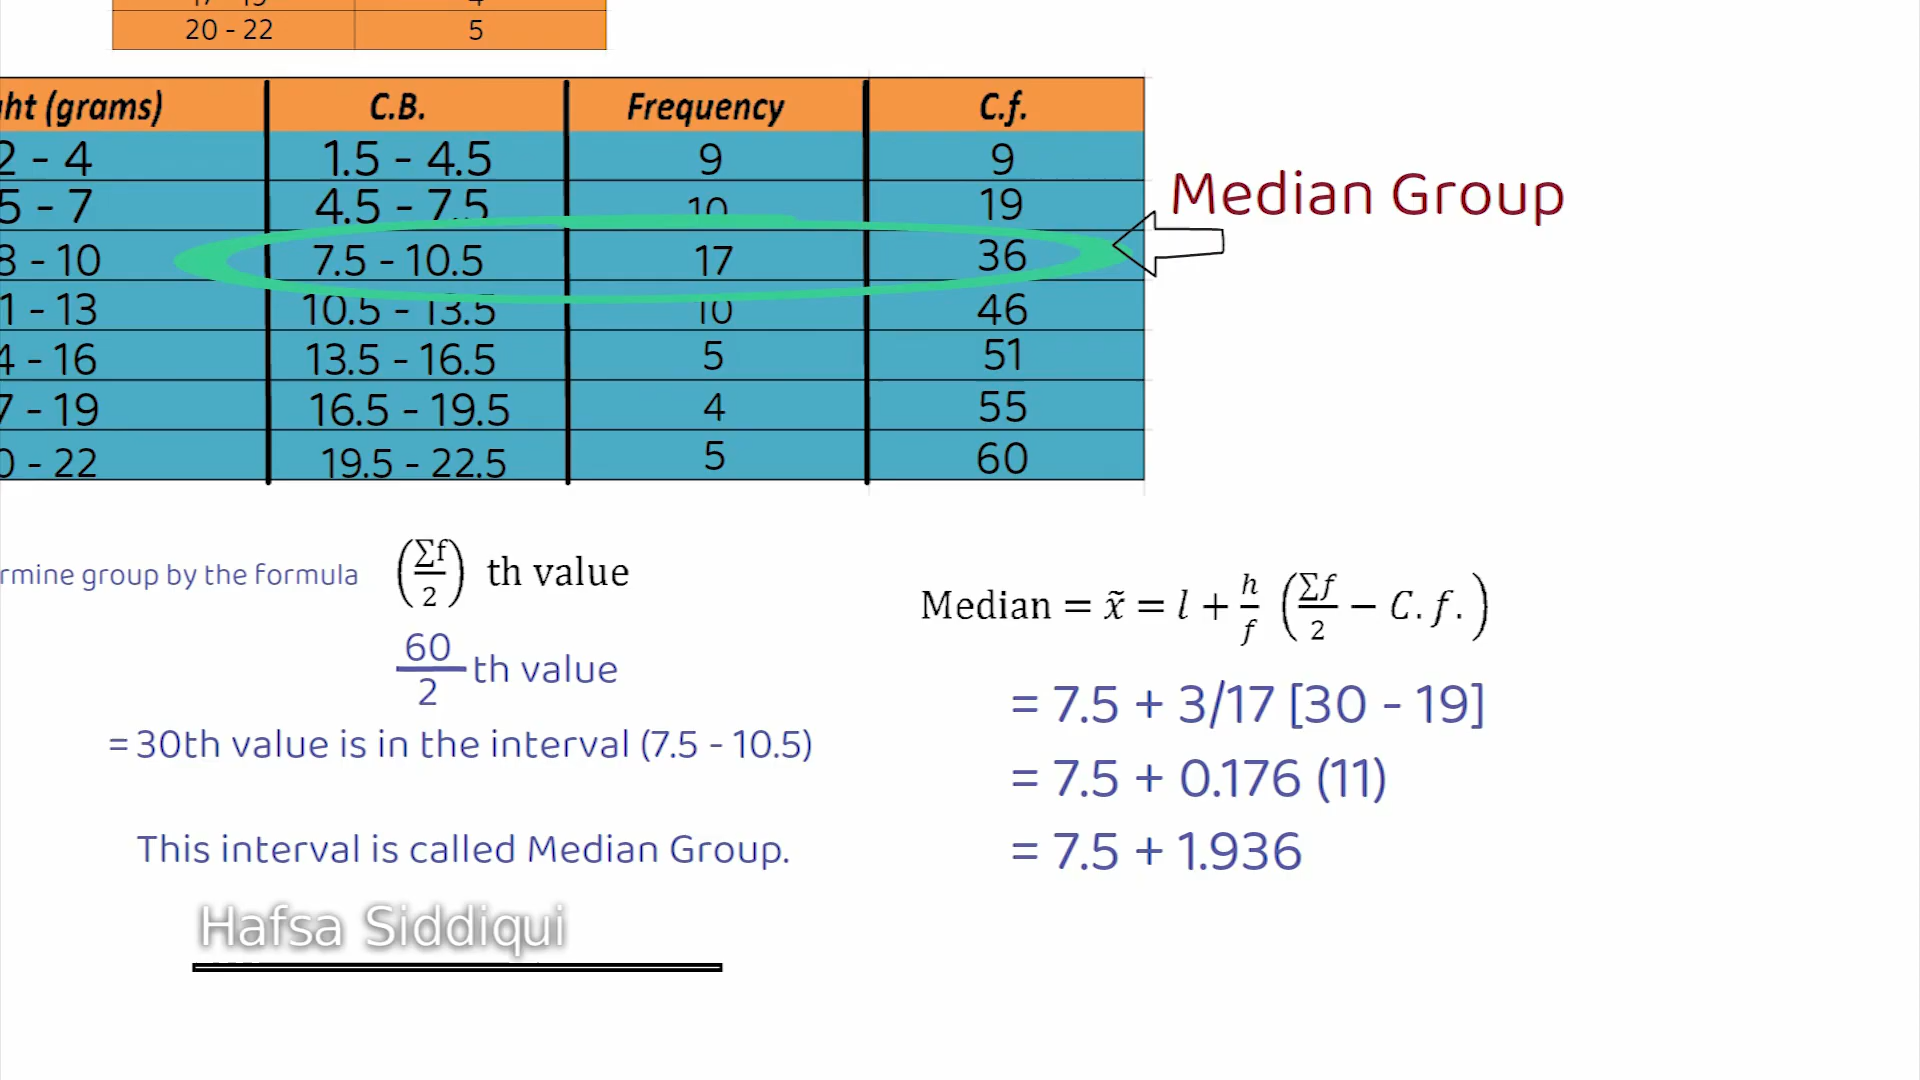 20 - 22 5
(grams) C.B. Frequency C.f.
2 - 4 1.5 - 4.5 9 9
5 - 7 4.5 - 7.5 10 19
8 - 10 7.5 - 10.5 17 36
1 - 13 10.5 - 13.5 10 46
4 - 16 13.5 - 16.5 5 51
7 - 19 16.5 - 19.5 4 55
0 - 22 19.5 - 22.5 5 60
Median Group
group by the formula (∑f/2) th value
60/2 th value
= 30th value is in the interval (7.5 - 10.5)
This interval is called Median Group.
Median = x̃ = l + h/f (∑f/2 − C.f.)
= 7.5 + 3/17 [30 - 19]
= 7.5 + 0.176 (11)
= 7.5 + 1.936
Hafsa Siddiqui